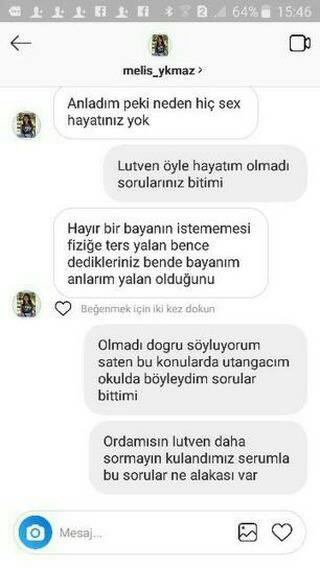 64% 15:46
melis_ykmaz >
Anladım peki neden hiç sex
hayatınız yok
Lutven öyle hayatım olmadı
sorularınız bitimi
Hayır bir bayanın istememesi
fiziğe ters yalan bence
dedikleriniz bende bayanım
anlarım yalan olduğunu
Beğenmek için iki kez dokun
Olmadı dogru söyluyorum
saten bu konularda utangacım
okulda böyleydim sorular
bittimi
Ordamısın lutven daha
sormayın kulandımız serumla
bu sorular ne alakası var
Mesaj...